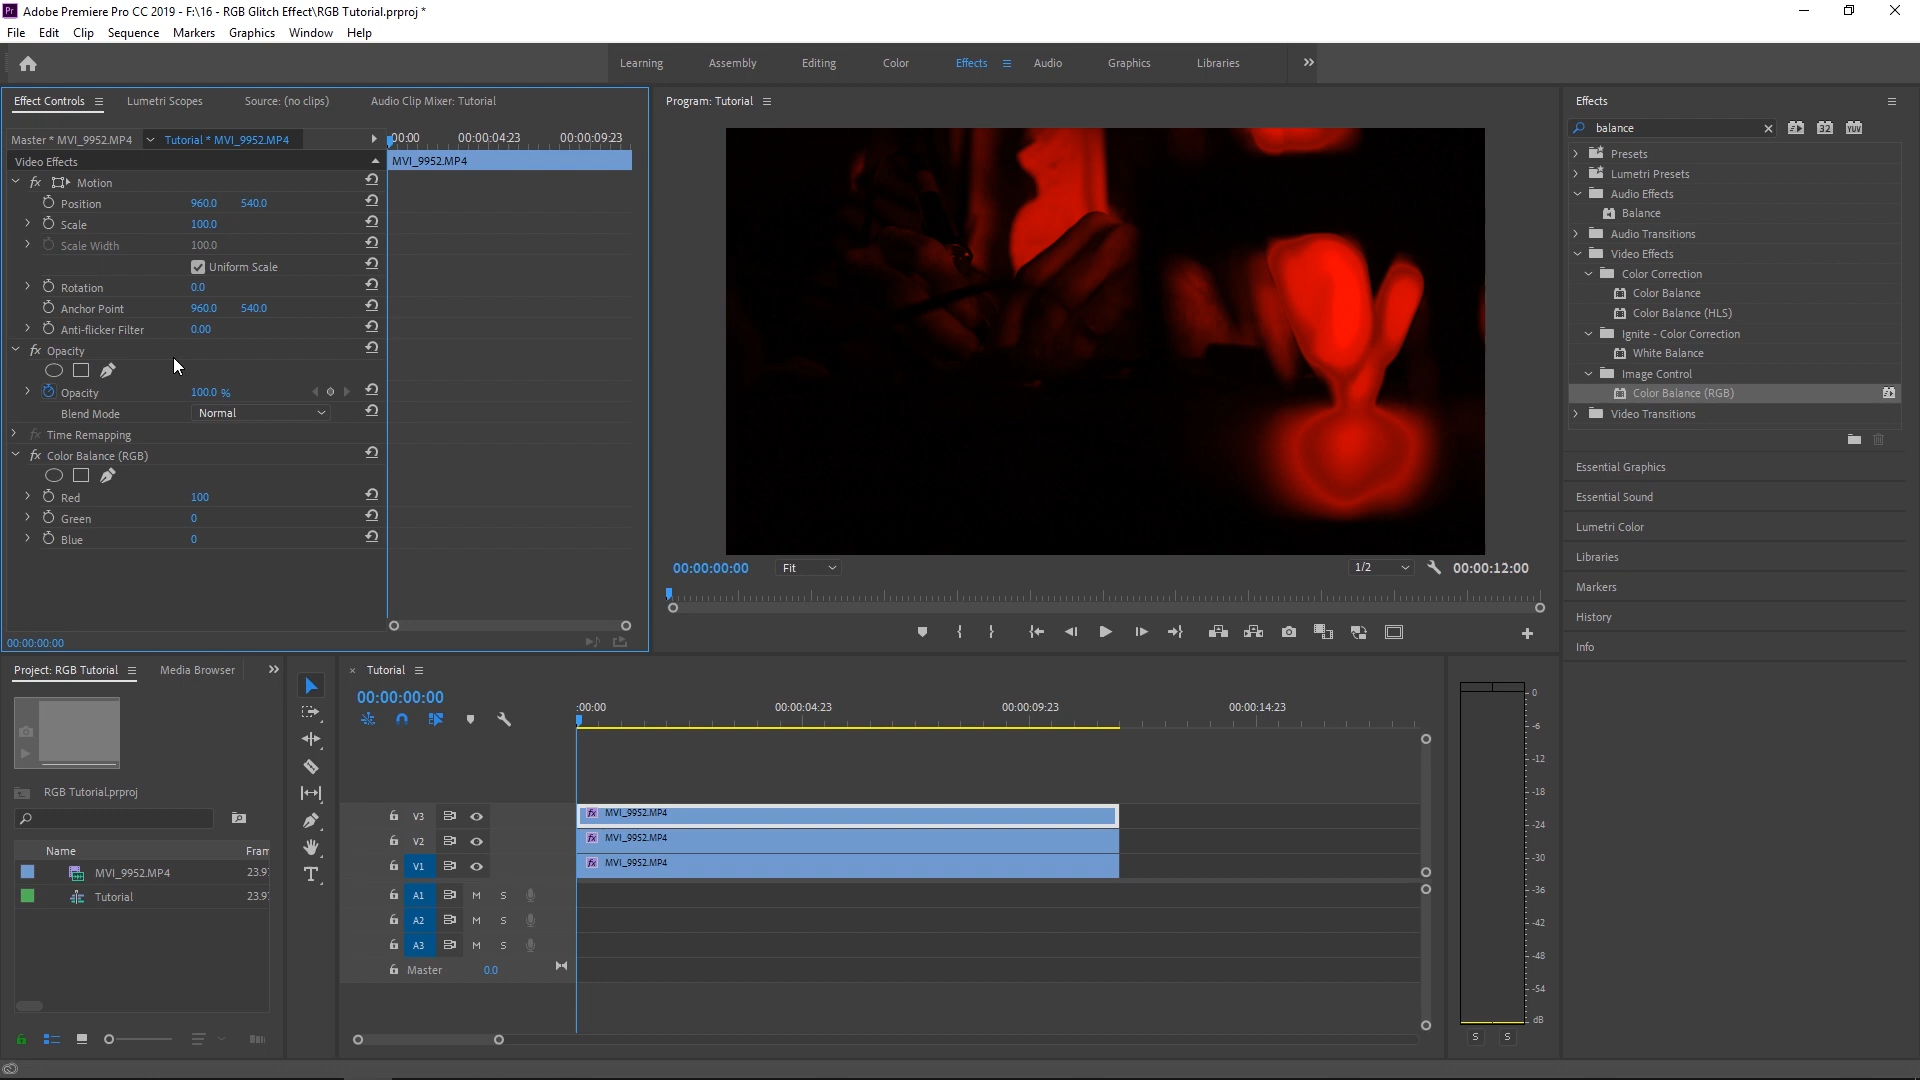 Adobe Premiere Pro CC 2019 - F:\16 - RGB Glitch Effect\RGB Tutorial.prproj *
File Edit Clip Sequence Markers Graphics Window Help
Learning Assembly Editing Color Effects Audio Graphics Libraries
Effect Controls Lumetri Scopes Source: (no clips) Audio Clip Mixer: Tutorial
Master * MVI_9952.MP4 Tutorial * MVI_9952.MP4
:00:00 00:00:04:23 00:00:09:23
Video Effects
MVI_9952.MP4
fx Motion
Position 960.0 540.0
Scale 100.0
Scale Width 100.0
Uniform Scale
Rotation 0.0
Anchor Point 960.0 540.0
Anti-flicker Filter 0.00
fx Opacity
Opacity 100.0 %
Blend Mode Normal
fx Time Remapping
fx Color Balance (RGB)
Red 100
Green 0
Blue 0
00:00:00:00
Program: Tutorial
00:00:00:00 Fit 1/2 00:00:12:00
Effects
balance
32 YUV
Presets
Lumetri Presets
Audio Effects
Balance
Audio Transitions
Video Effects
Color Correction
Color Balance
Color Balance (HLS)
Ignite - Color Correction
White Balance
Image Control
Color Balance (RGB)
Video Transitions
Essential Graphics
Essential Sound
Lumetri Color
Libraries
Markers
History
Info
Project: RGB Tutorial Media Browser
RGB Tutorial.prproj
Name Fram
MVI_9952.MP4 23.9
Tutorial 23.9
Tutorial
00:00:00:00
:00:00 00:00:04:23 00:00:09:23 00:00:14:23
V3 fx MVI_9952.MP4
V2 fx MVI_9952.MP4
V1 fx MVI_9952.MP4
A1 M S
A2 M S
A3 M S
Master 0.0
0
-6
-12
-18
-24
-30
-36
-42
-48
-54
dB
S S